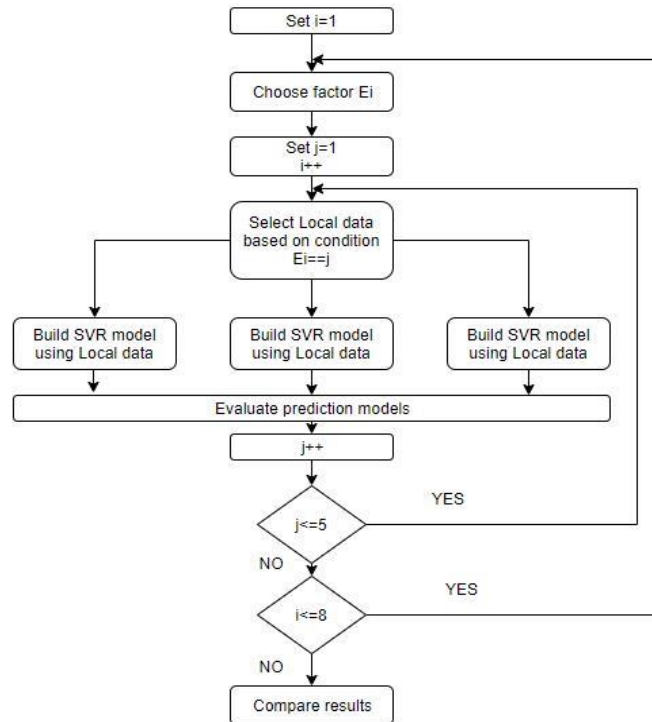 Set i=1
Choose factor Ei
Set j=1
i++
Select Local data
based on condition
Ei==j
Build SVR model
using Local data
Build SVR model
using Local data
Build SVR model
using Local data
Evaluate prediction models
j++
YES
j<=5
NO
YES
i<=8
NO
Compare results